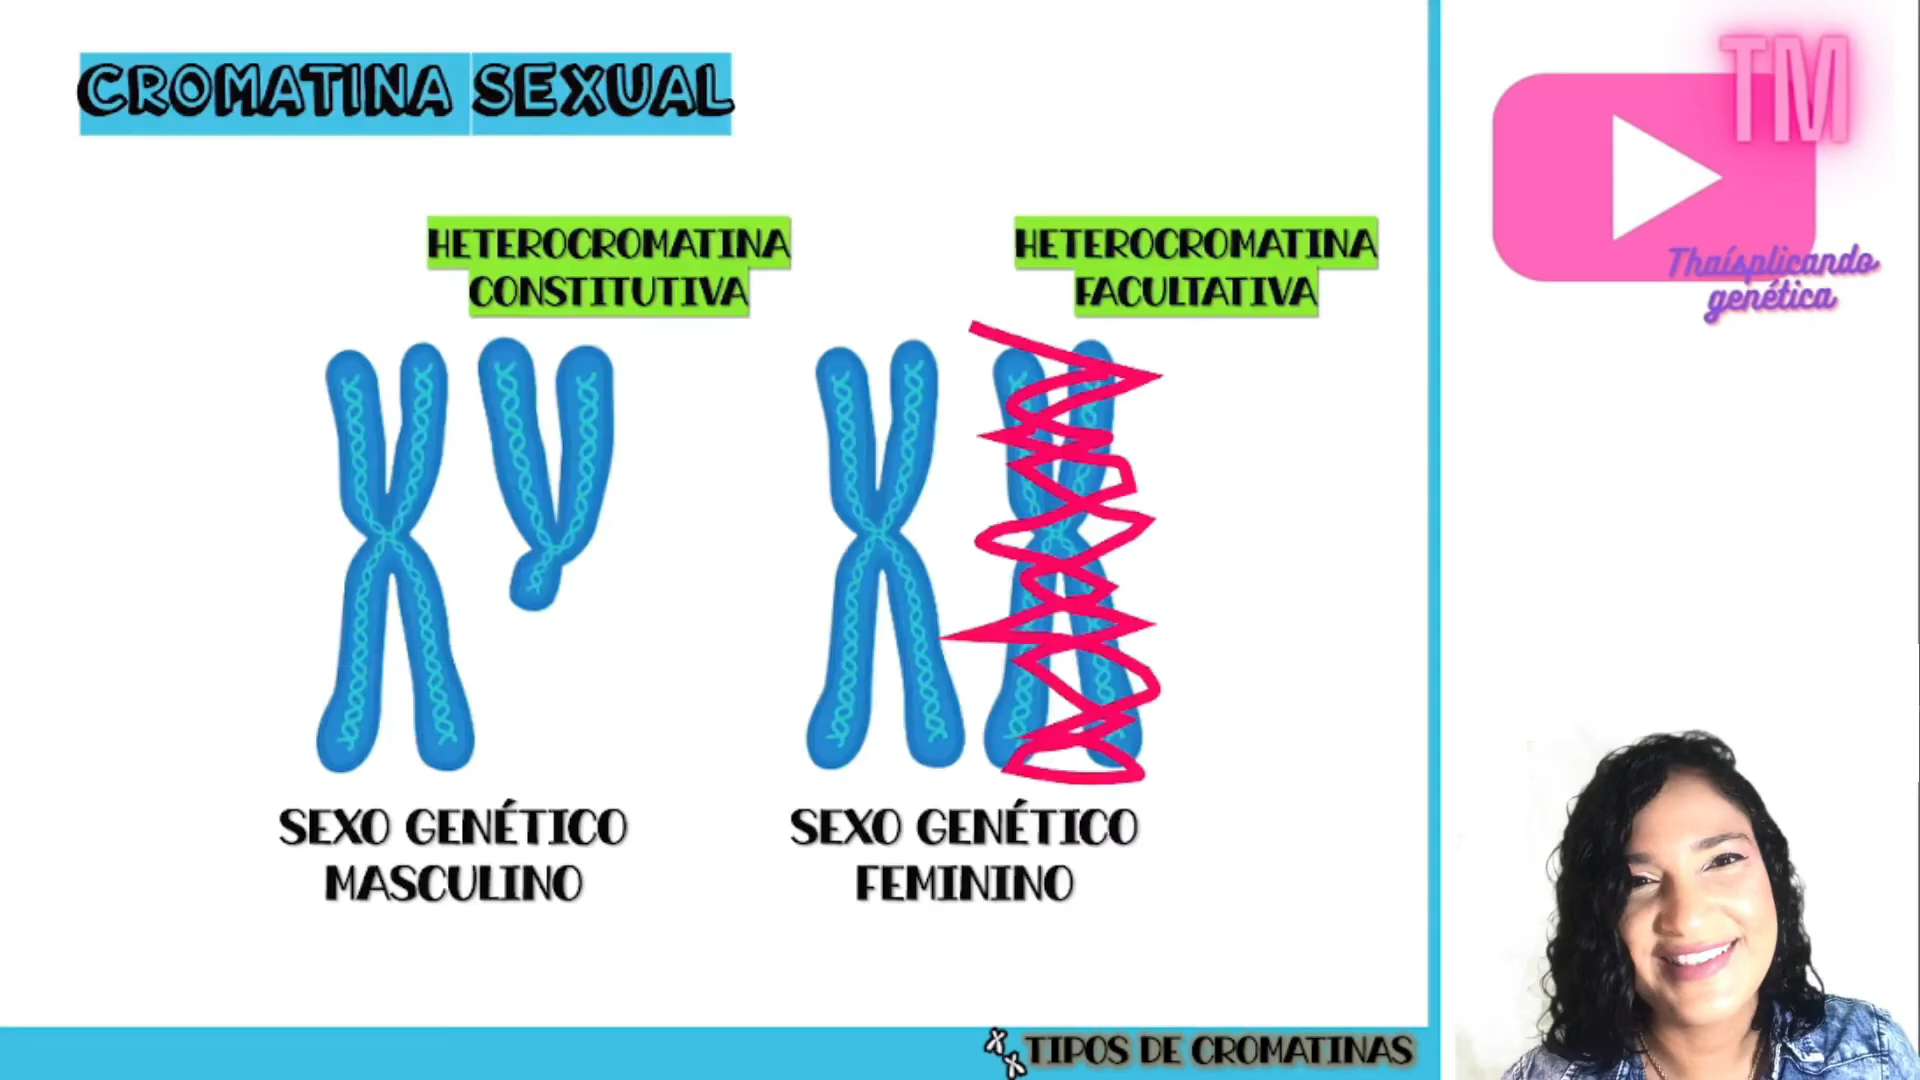 CROMATINA SEXUAL
HETEROCROMATINA
CONSTITUTIVA
HETEROCROMATINA
FACULTATIVA
SEXO GENÉTICO
MASCULINO
SEXO GENÉTICO
FEMININO
TIPOS DE CROMATINAS
TM
Thaísplicando
genética